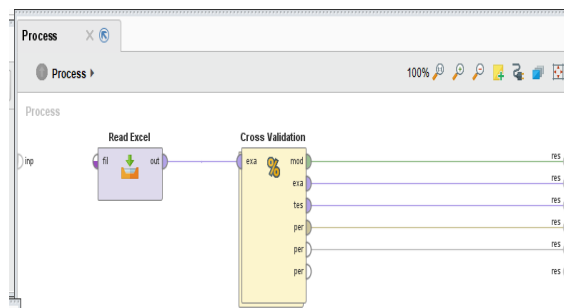 Process
Process
100%
Process
Read Excel
Cross Validation
inp
fil
out
exa
%
mod
res
exa
res
tes
res
per
res
per
res
per
res